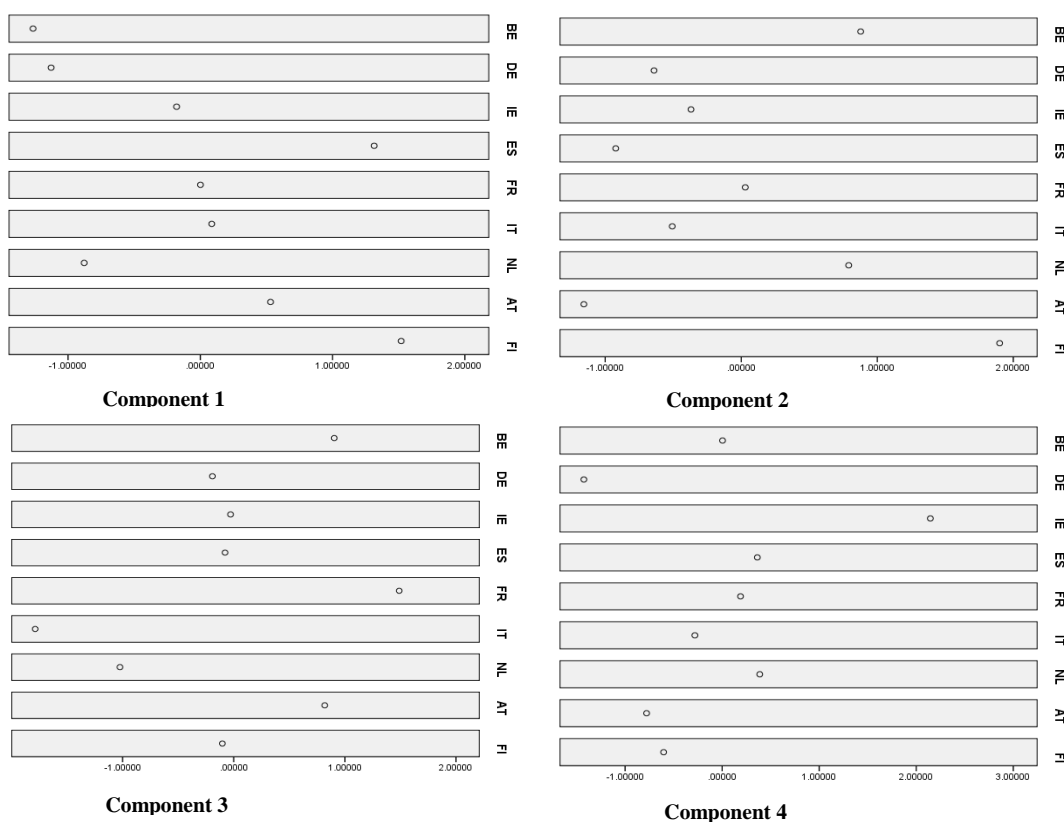 BE
DE
IE
ES
FR
IT
NL
AT
FI
-1.00000 .00000 1.00000 2.00000
Component 1
BE
DE
IE
ES
FR
IT
NL
AT
FI
-1.00000 .00000 1.00000 2.00000
Component 2
BE
DE
IE
ES
FR
IT
NL
AT
FI
-1.00000 .00000 1.00000 2.00000
Component 3
BE
DE
IE
ES
FR
IT
NL
AT
FI
-1.00000 .00000 1.00000 2.00000 3.00000
Component 4